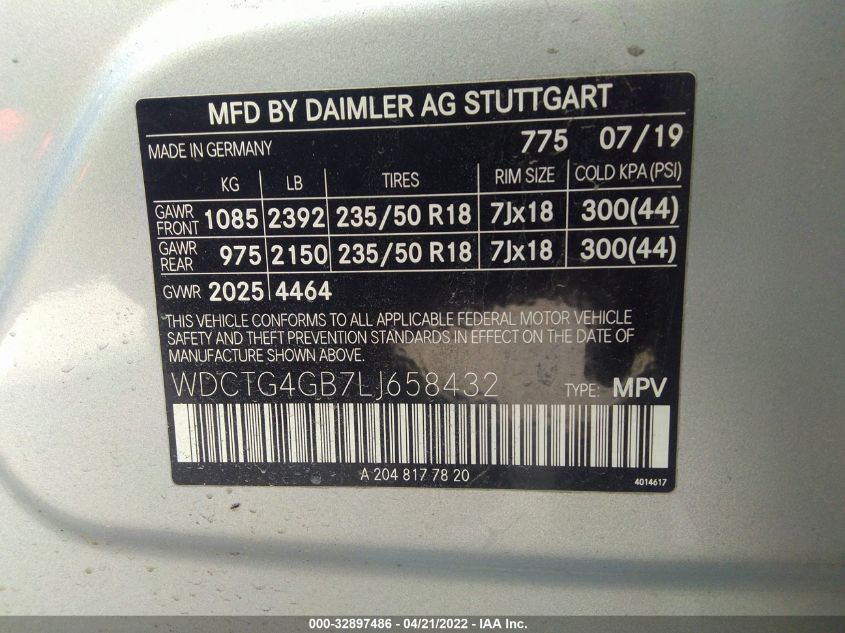 MFD BY DAIMLER AG STUTTGART
MADE IN GERMANY 775 07/19
KG LB TIRES RIM SIZE COLD KPA (PSI)
GAWR FRONT 1085 2392 235/50 R18 7Jx18 300(44)
GAWR REAR 975 2150 235/50 R18 7Jx18 300(44)
GVWR 2025 4464
THIS VEHICLE CONFORMS TO ALL APPLICABLE FEDERAL MOTOR VEHICLE
SAFETY AND THEFT PREVENTION STANDARDS IN EFFECT ON THE DATE OF
MANUFACTURE SHOWN ABOVE.
WDCTG4GB7LJ658432 TYPE: MPV
A 204 817 78 20
4014617
000-32897486 - 04/21/2022 - IAA Inc.